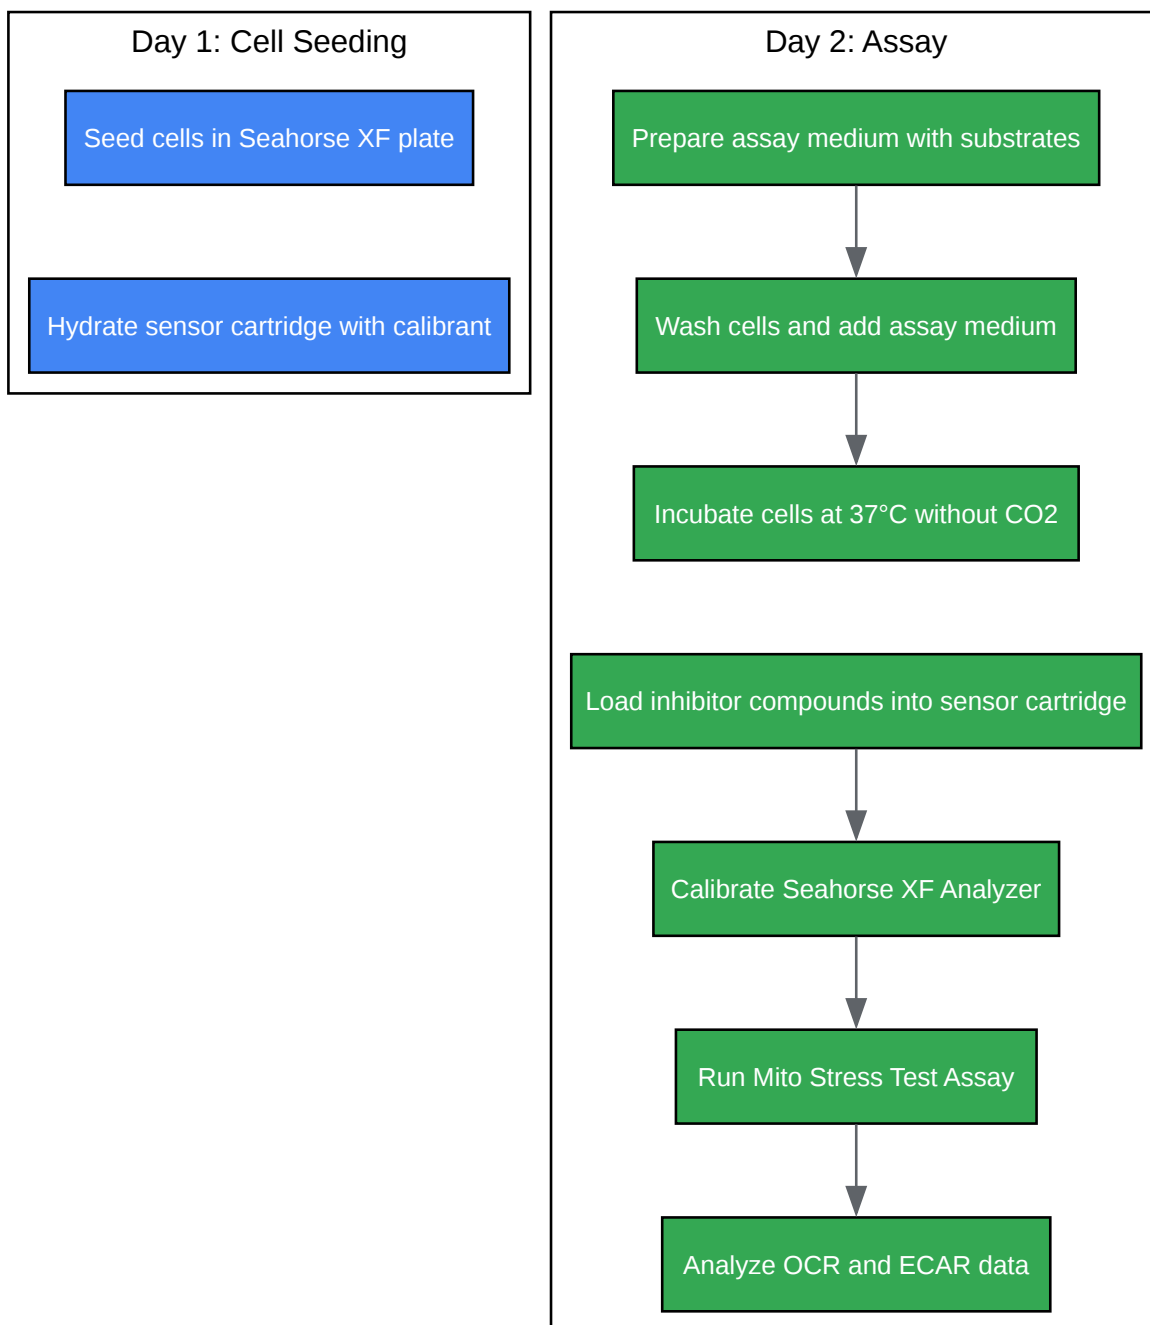 Day 1: Cell Seeding
Seed cells in Seahorse XF plate
Hydrate sensor cartridge with calibrant
Day 2: Assay
Prepare assay medium with substrates
Wash cells and add assay medium
Incubate cells at 37°C without CO2
Load inhibitor compounds into sensor cartridge
Calibrate Seahorse XF Analyzer
Run Mito Stress Test Assay
Analyze OCR and ECAR data